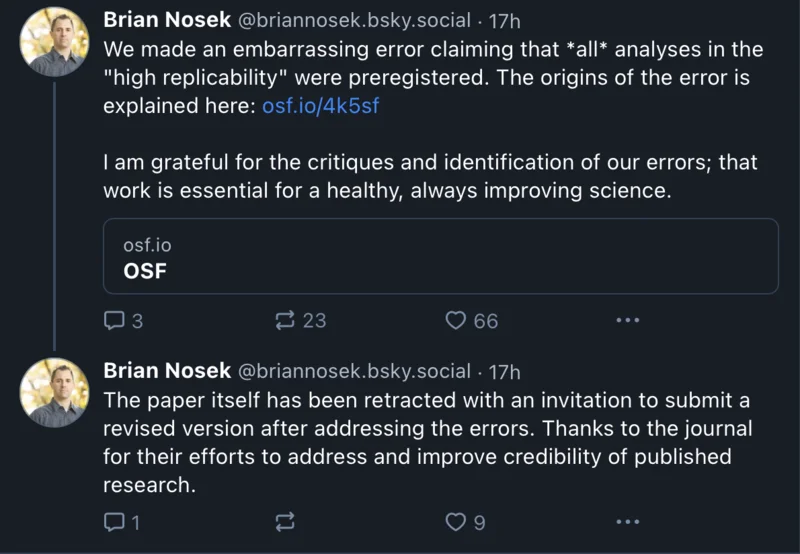 Brian Nosek @briannosek.bsky.social · 17h
We made an embarrassing error claiming that *all* analyses in the
"high replicability" were preregistered. The origins of the error is
explained here: osf.io/4k5sf
I am grateful for the critiques and identification of our errors; that
work is essential for a healthy, always improving science.
osf.io
OSF
3 23 66 ...
Brian Nosek @briannosek.bsky.social · 17h
The paper itself has been retracted with an invitation to submit a
revised version after addressing the errors. Thanks to the journal
for their efforts to address and improve credibility of published
research.
1 9 ...